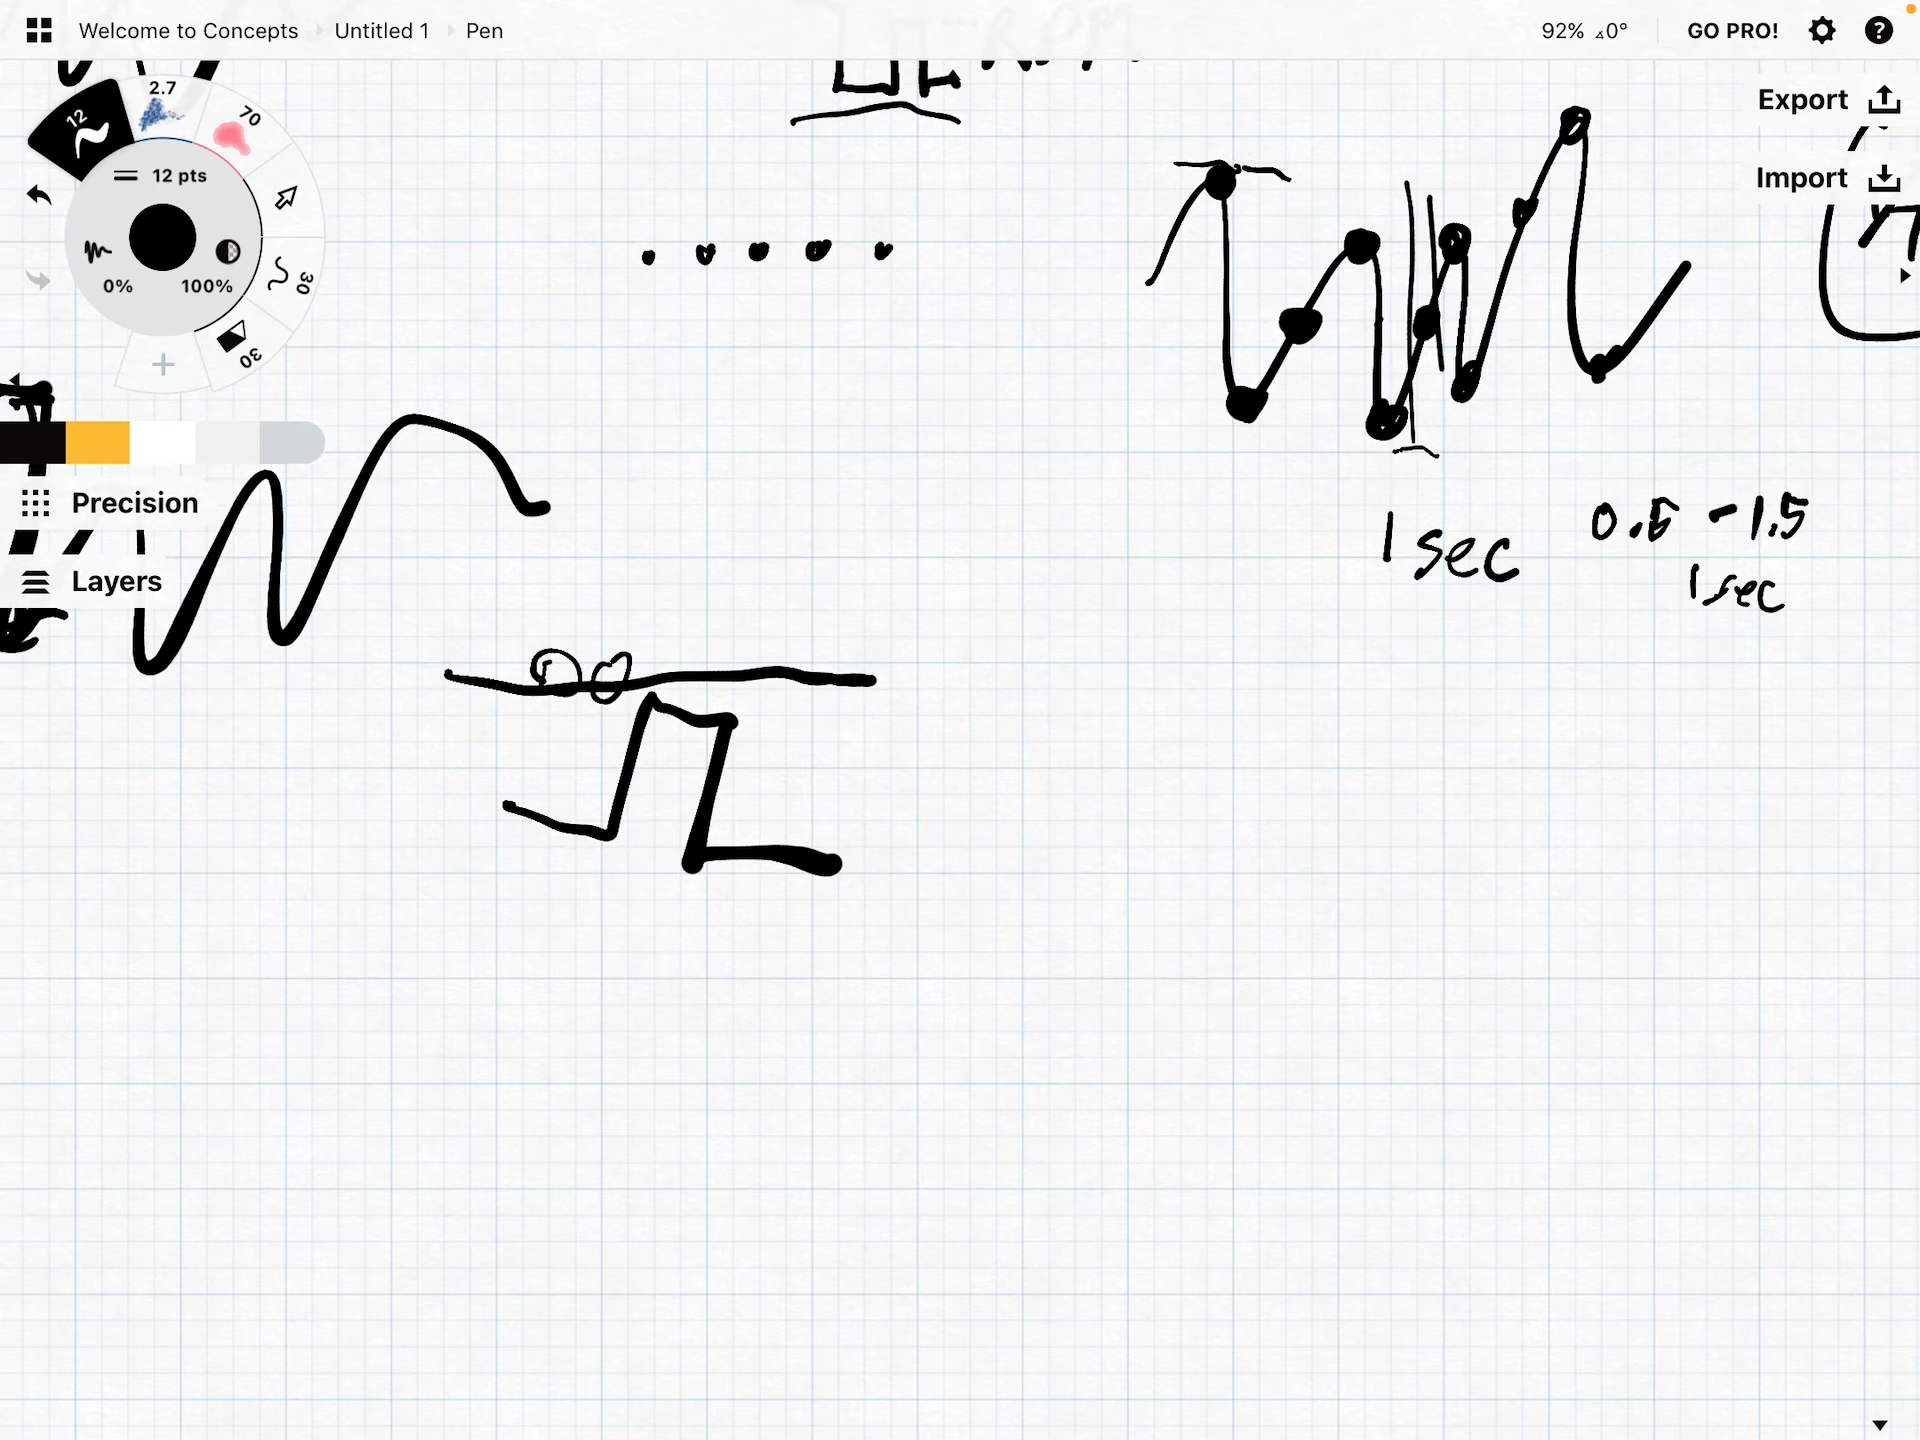 Welcome to Concepts Untitled 1 Pen
92% ⦟0° GO PRO!
2.7
12
70
12 pts
0% 100%
30
30
Export
Import
Precision
Layers
1 sec
0.5 - 1.5
1 sec